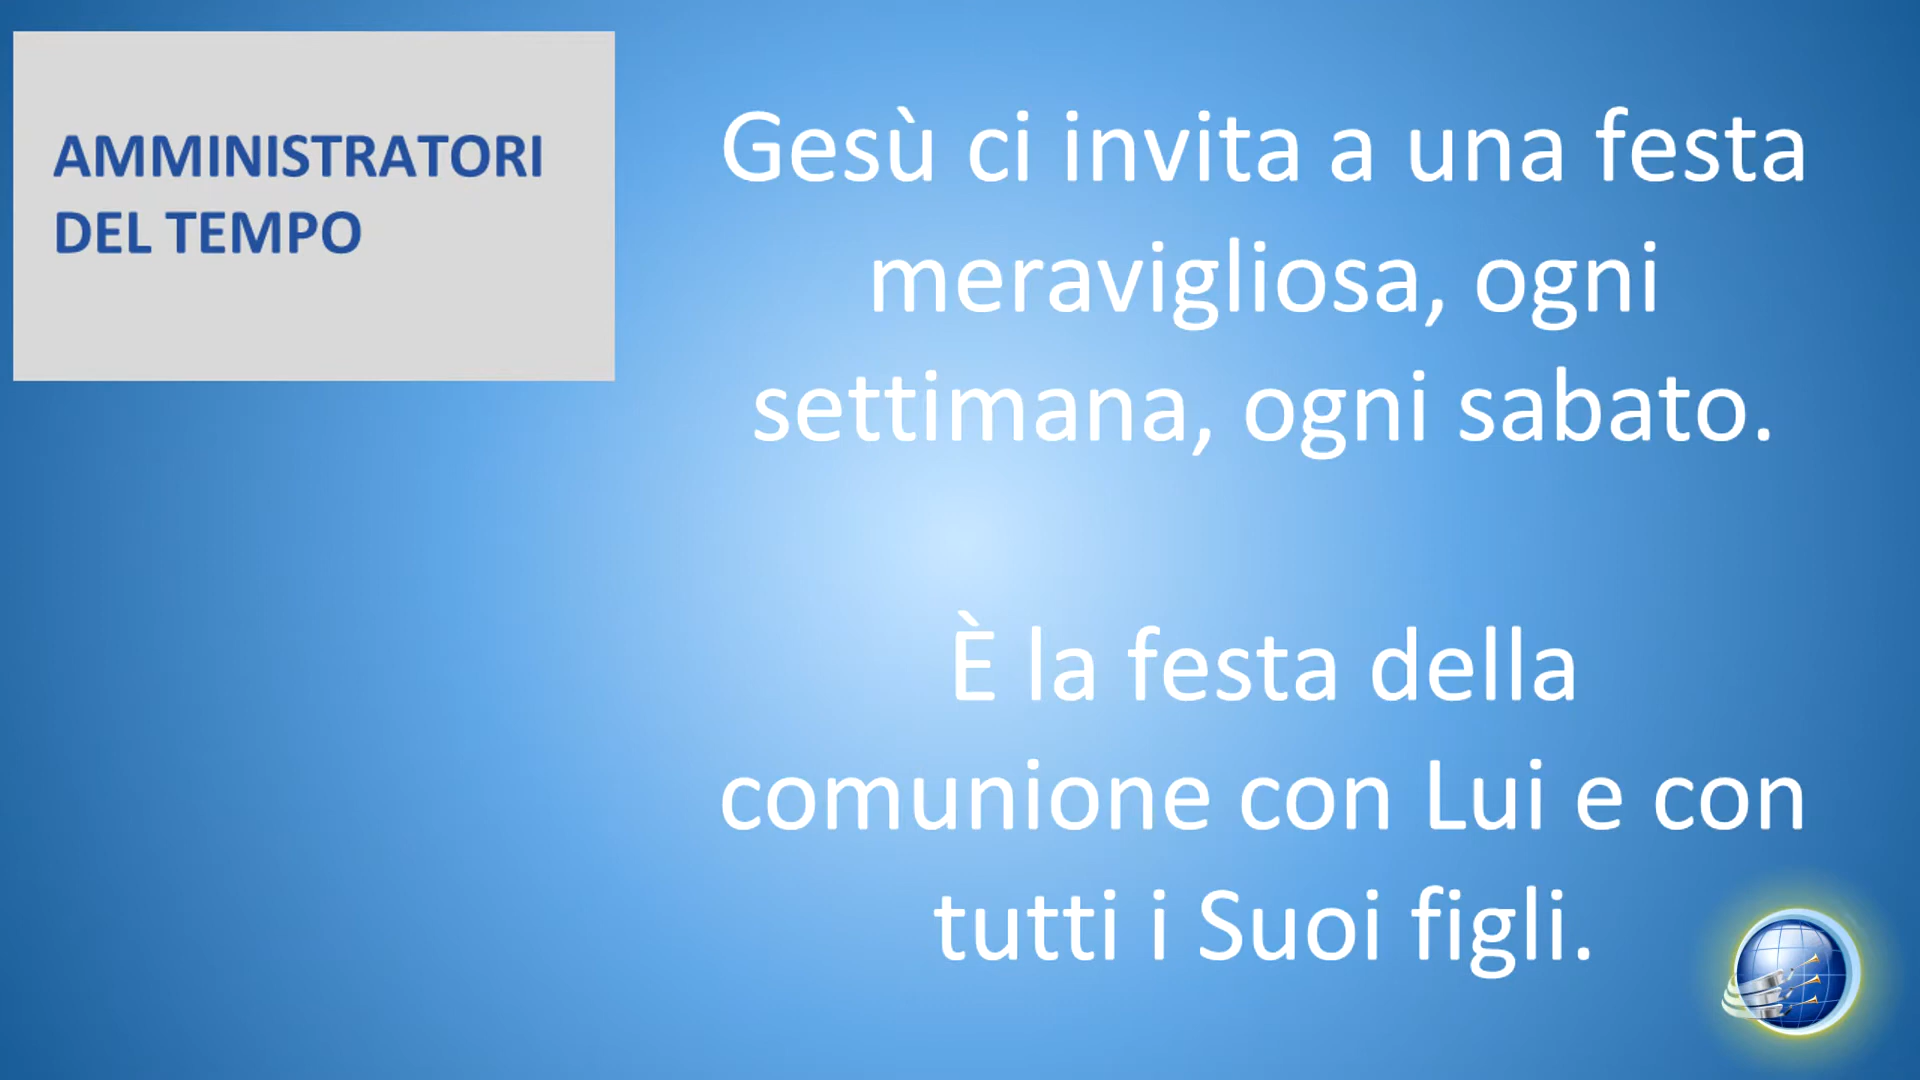 AMMINISTRATORI
DEL TEMPO
Gesù ci invita a una festa
meravigliosa, ogni
settimana, ogni sabato.
È la festa della
comunione con Lui e con
tutti i Suoi figli.